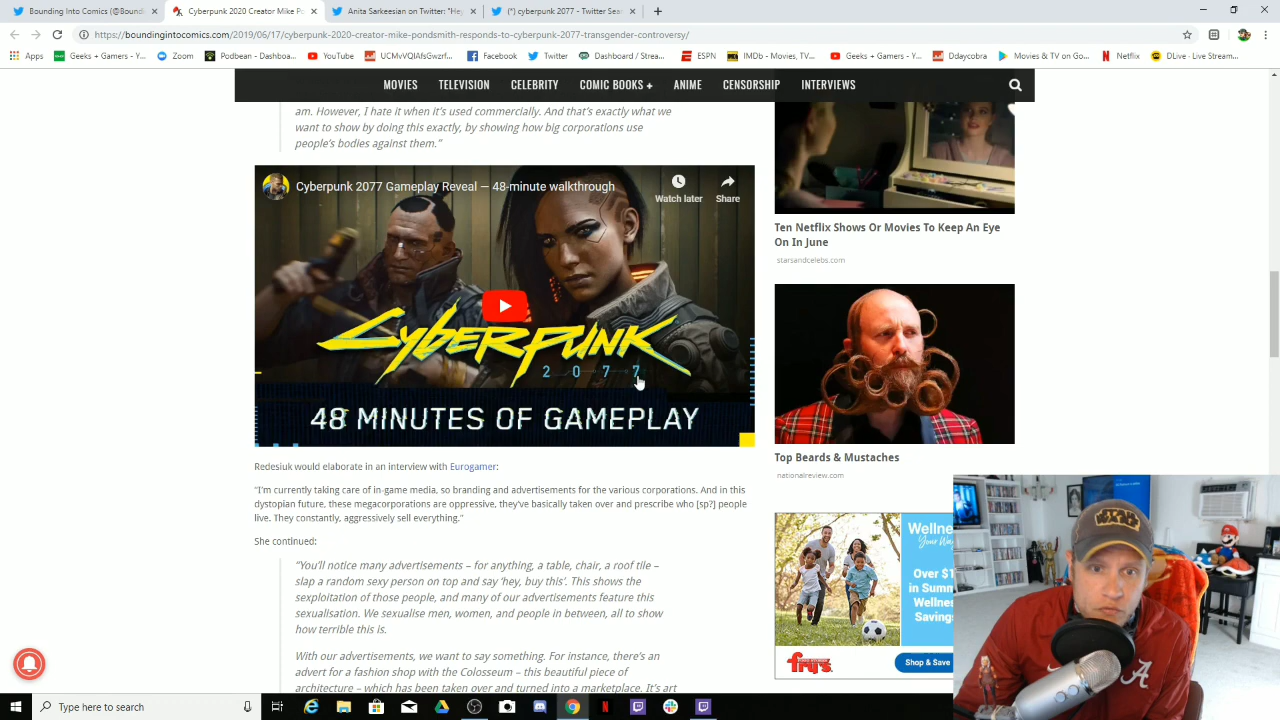 Bounding Into Comics (@Bound
Cyberpunk 2020 Creator Mike P
Anita Sarkeesian on Twitter: "He
(*) cyberpunk 2077 - Twitter Sea
https://boundingintocomics.com/2019/06/17/cyberpunk-2020-creator-mike-pondsmith-responds-to-cyberpunk-2077-transgender-controversy/
Apps
Geeks + Gamers - Y...
Zoom
Podbean - Dashboa...
YouTube
Facebook
Twitter
Dashboard / Strea...
ESPN
IMDb - Movies, TV...
Geeks + Gamers - Y...
Ddaycobra
Movies & TV on Go...
Netflix
DLive · Live Stream...
MOVIES TELEVISION CELEBRITY COMIC BOOKS + ANIME CENSORSHIP INTERVIEWS
am. However, I hate it when it's used commercially. And that's exactly what we
want to show by doing this exactly, by showing how big corporations use
people's bodies against them."
Cyberpunk 2077 Gameplay Reveal — 48-minute walkthrough
Watch later
Share
Cyberpunk
2077
48 MINUTES OF GAMEPLAY
Redesiuk would elaborate in an interview with Eurogamer:
"I'm currently taking care of in-game media, so branding and advertisements for the various corporations. And in this
dystopian future, these megacorporations are oppressive, they've basically taken over and prescribe who [sp?] people
live. They constantly, aggressively sell everything."
She continued:
"You'll notice many advertisements – for anything, a table, chair, a roof tile –
slap a random sexy person on top and say 'hey, buy this'. This shows the
sexploitation of those people, and many of our advertisements feature this
sexualisation. We sexualise men, women, and people in between, all to show
how terrible this is.
With our advertisements, we want to say something. For instance, there's an
advert for a fashion shop with the Colosseum – this beautiful piece of
architecture – which has been taken over and turned into a marketplace. It's art
Ten Netflix Shows Or Movies To Keep An Eye
On In June
starsandcelebs.com
Top Beards & Mustaches
nationalreview.com
Wellne
Your Wa
Over $1
in Summ
Wellne
Saving
fry's
Shop & Save
STAR WARS
A
Type here to search